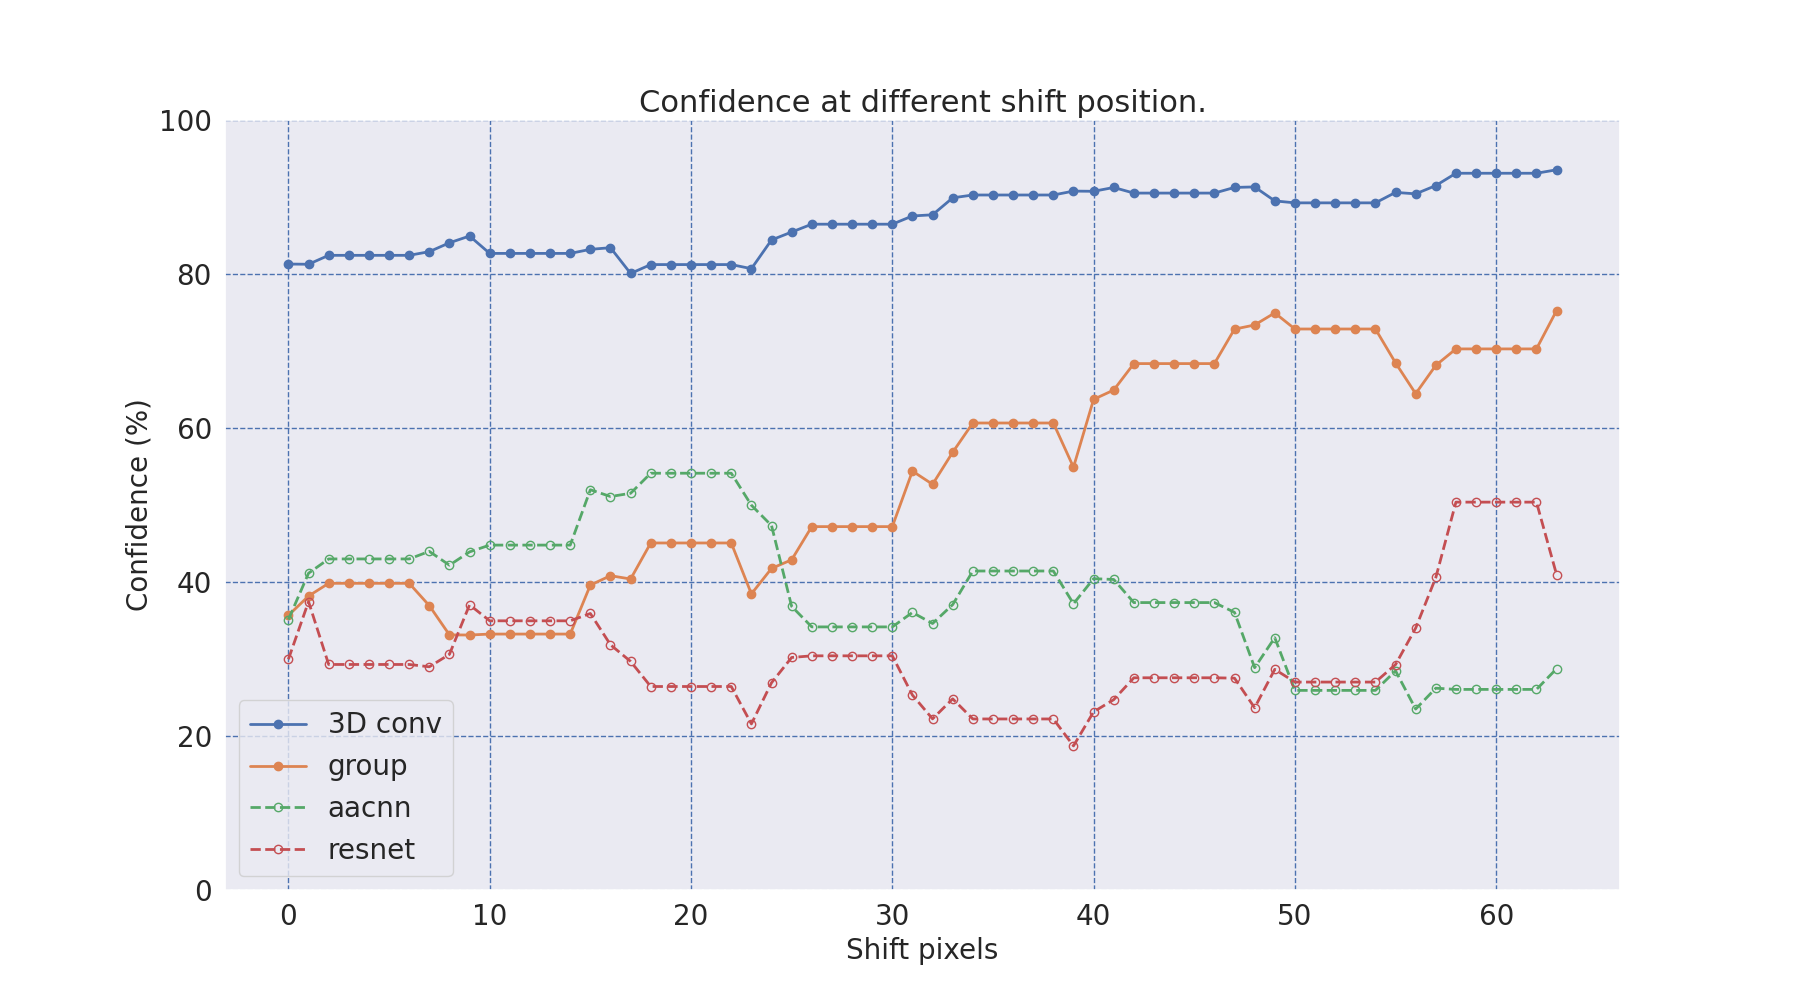 Confidence at different shift position.
100
80
60
40
20
0
Confidence (%)
3D conv
group
aacnn
resnet
0 10 20 30 40 50 60
Shift pixels